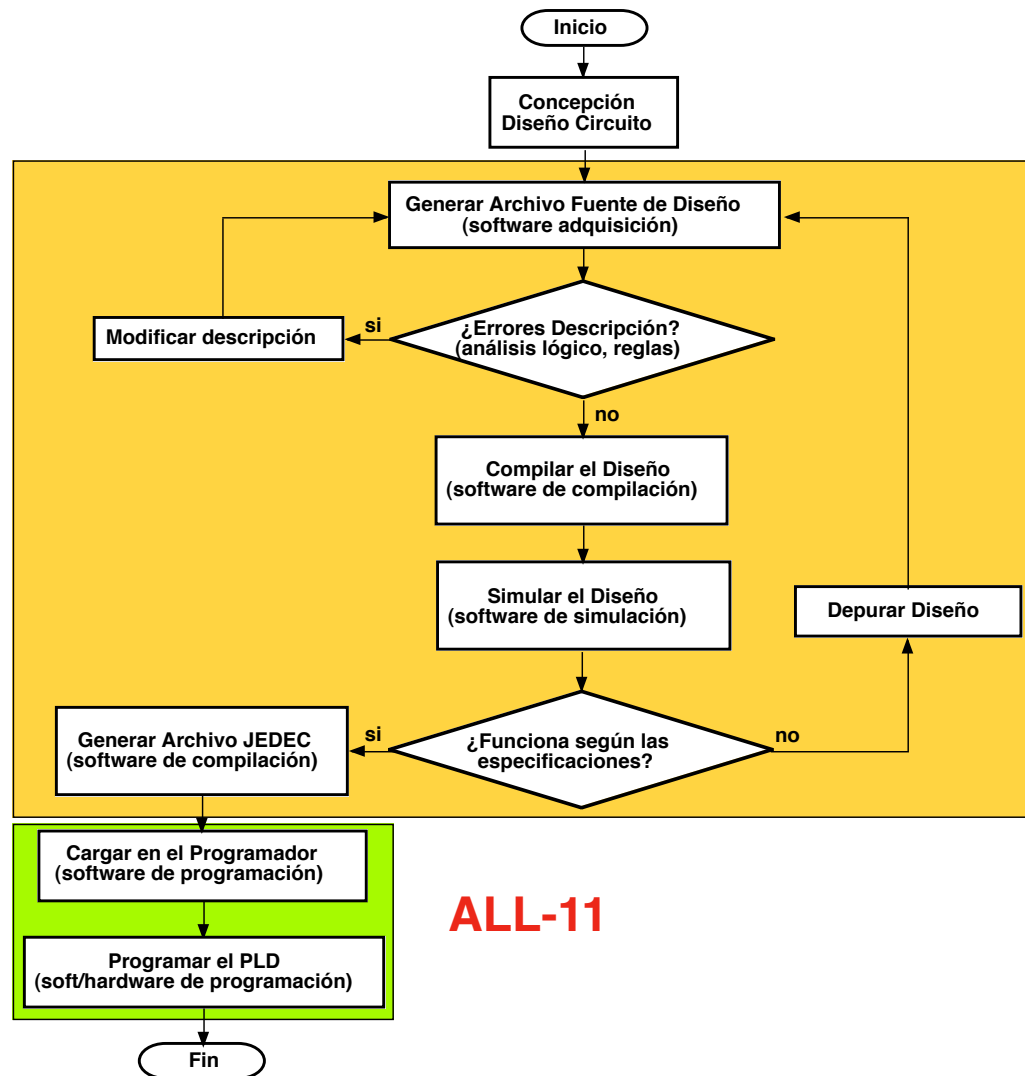 Inicio
Concepción
Diseño Circuito
Generar Archivo Fuente de Diseño
(software adquisición)
Modificar descripción
si
¿Errores Descripción?
(análisis lógico, reglas)
no
Compilar el Diseño
(software de compilación)
Simular el Diseño
(software de simulación)
Depurar Diseño
Generar Archivo JEDEC
(software de compilación)
si
¿Funciona según las
especificaciones?
no
Cargar en el Programador
(software de programación)
ALL-11
Programar el PLD
(soft/hardware de programación)
Fin